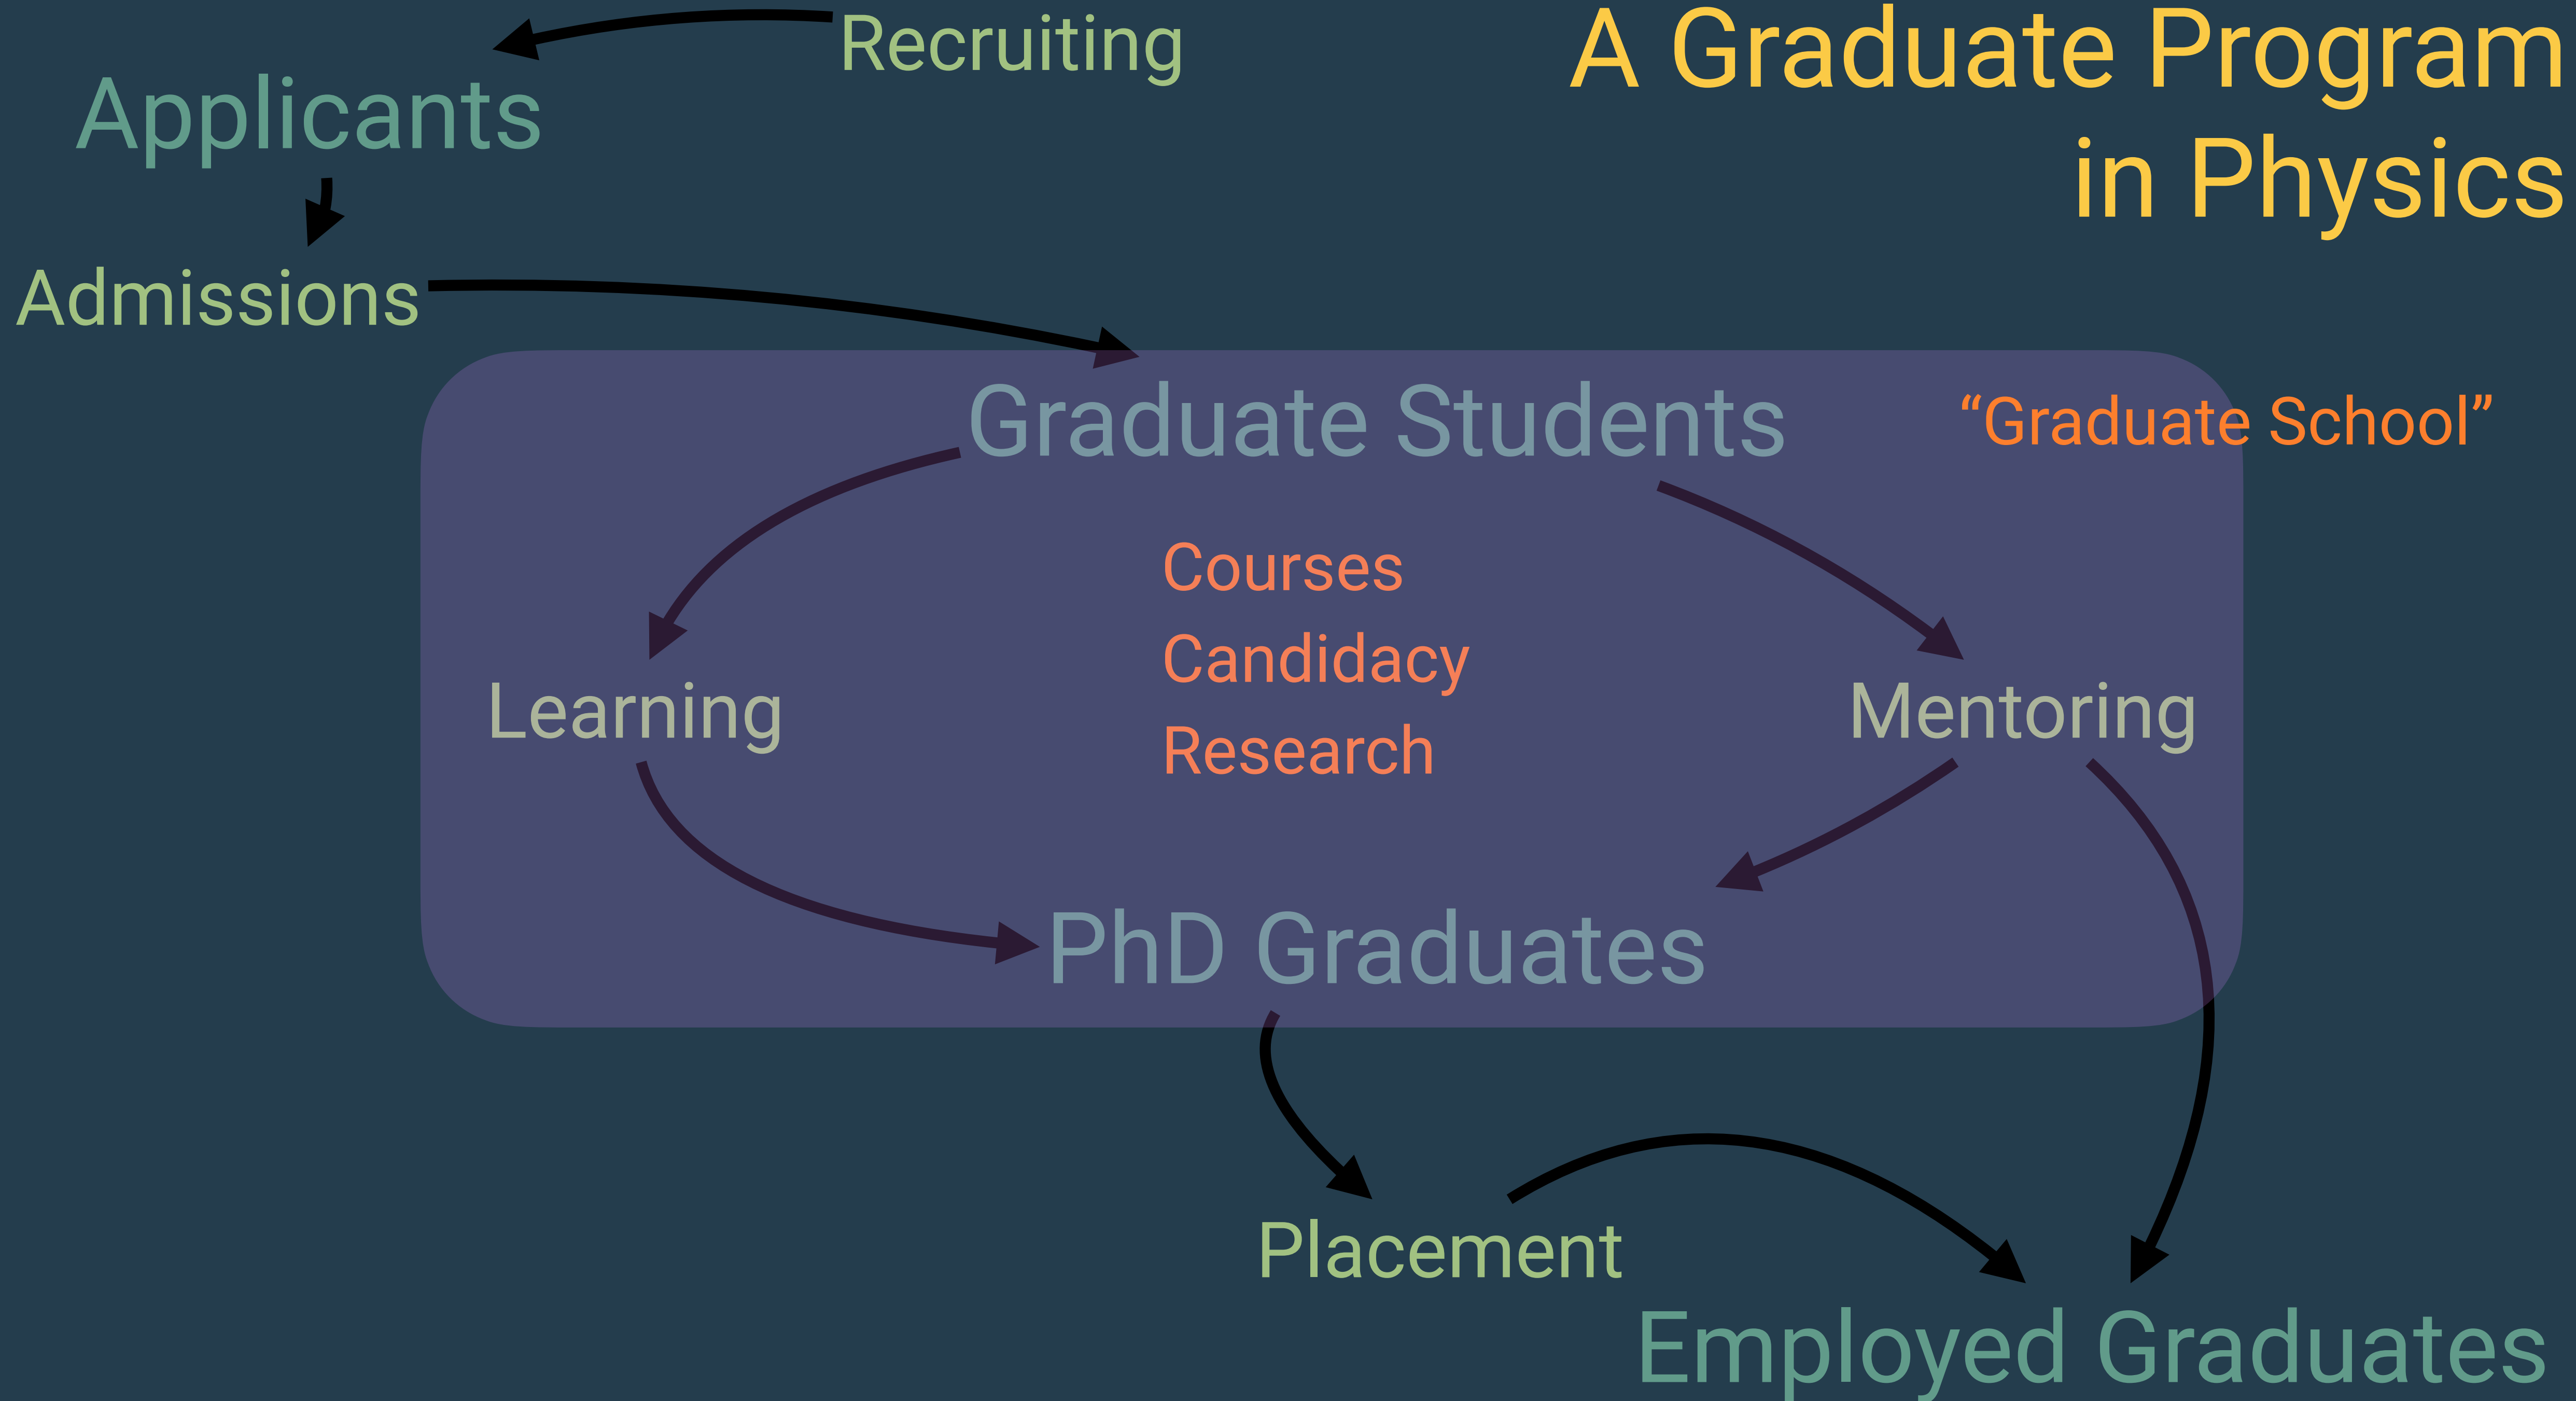 Recruiting
A Graduate Program
in Physics
Applicants
Admissions
Graduate Students
“Graduate School”
Courses
Candidacy
Research
Learning
Mentoring
PhD Graduates
Placement
Employed Graduates